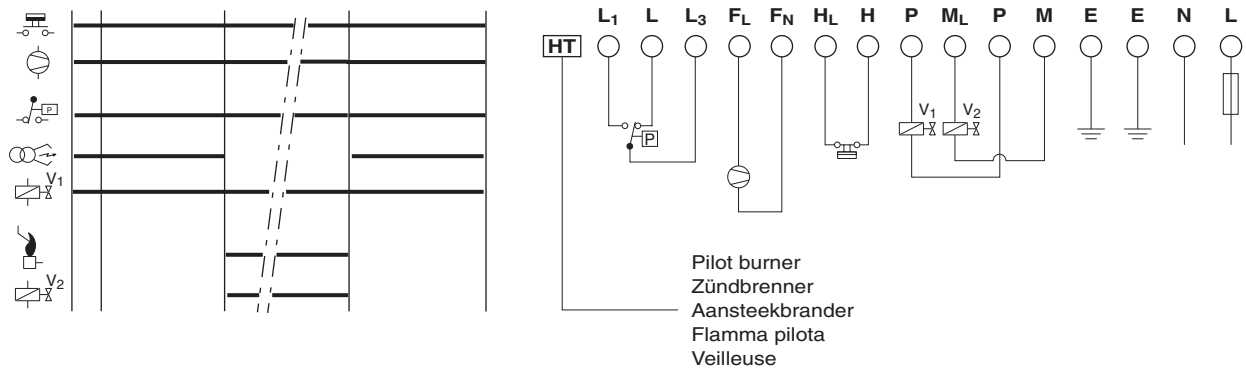 L1 L L3 FL FN HL H P ML P M E E N L
HT
P
V1
V2
P
V1 V2
P
Pilot burner
Zündbrenner
Aansteekbrander
Flamma pilota
Veilleuse